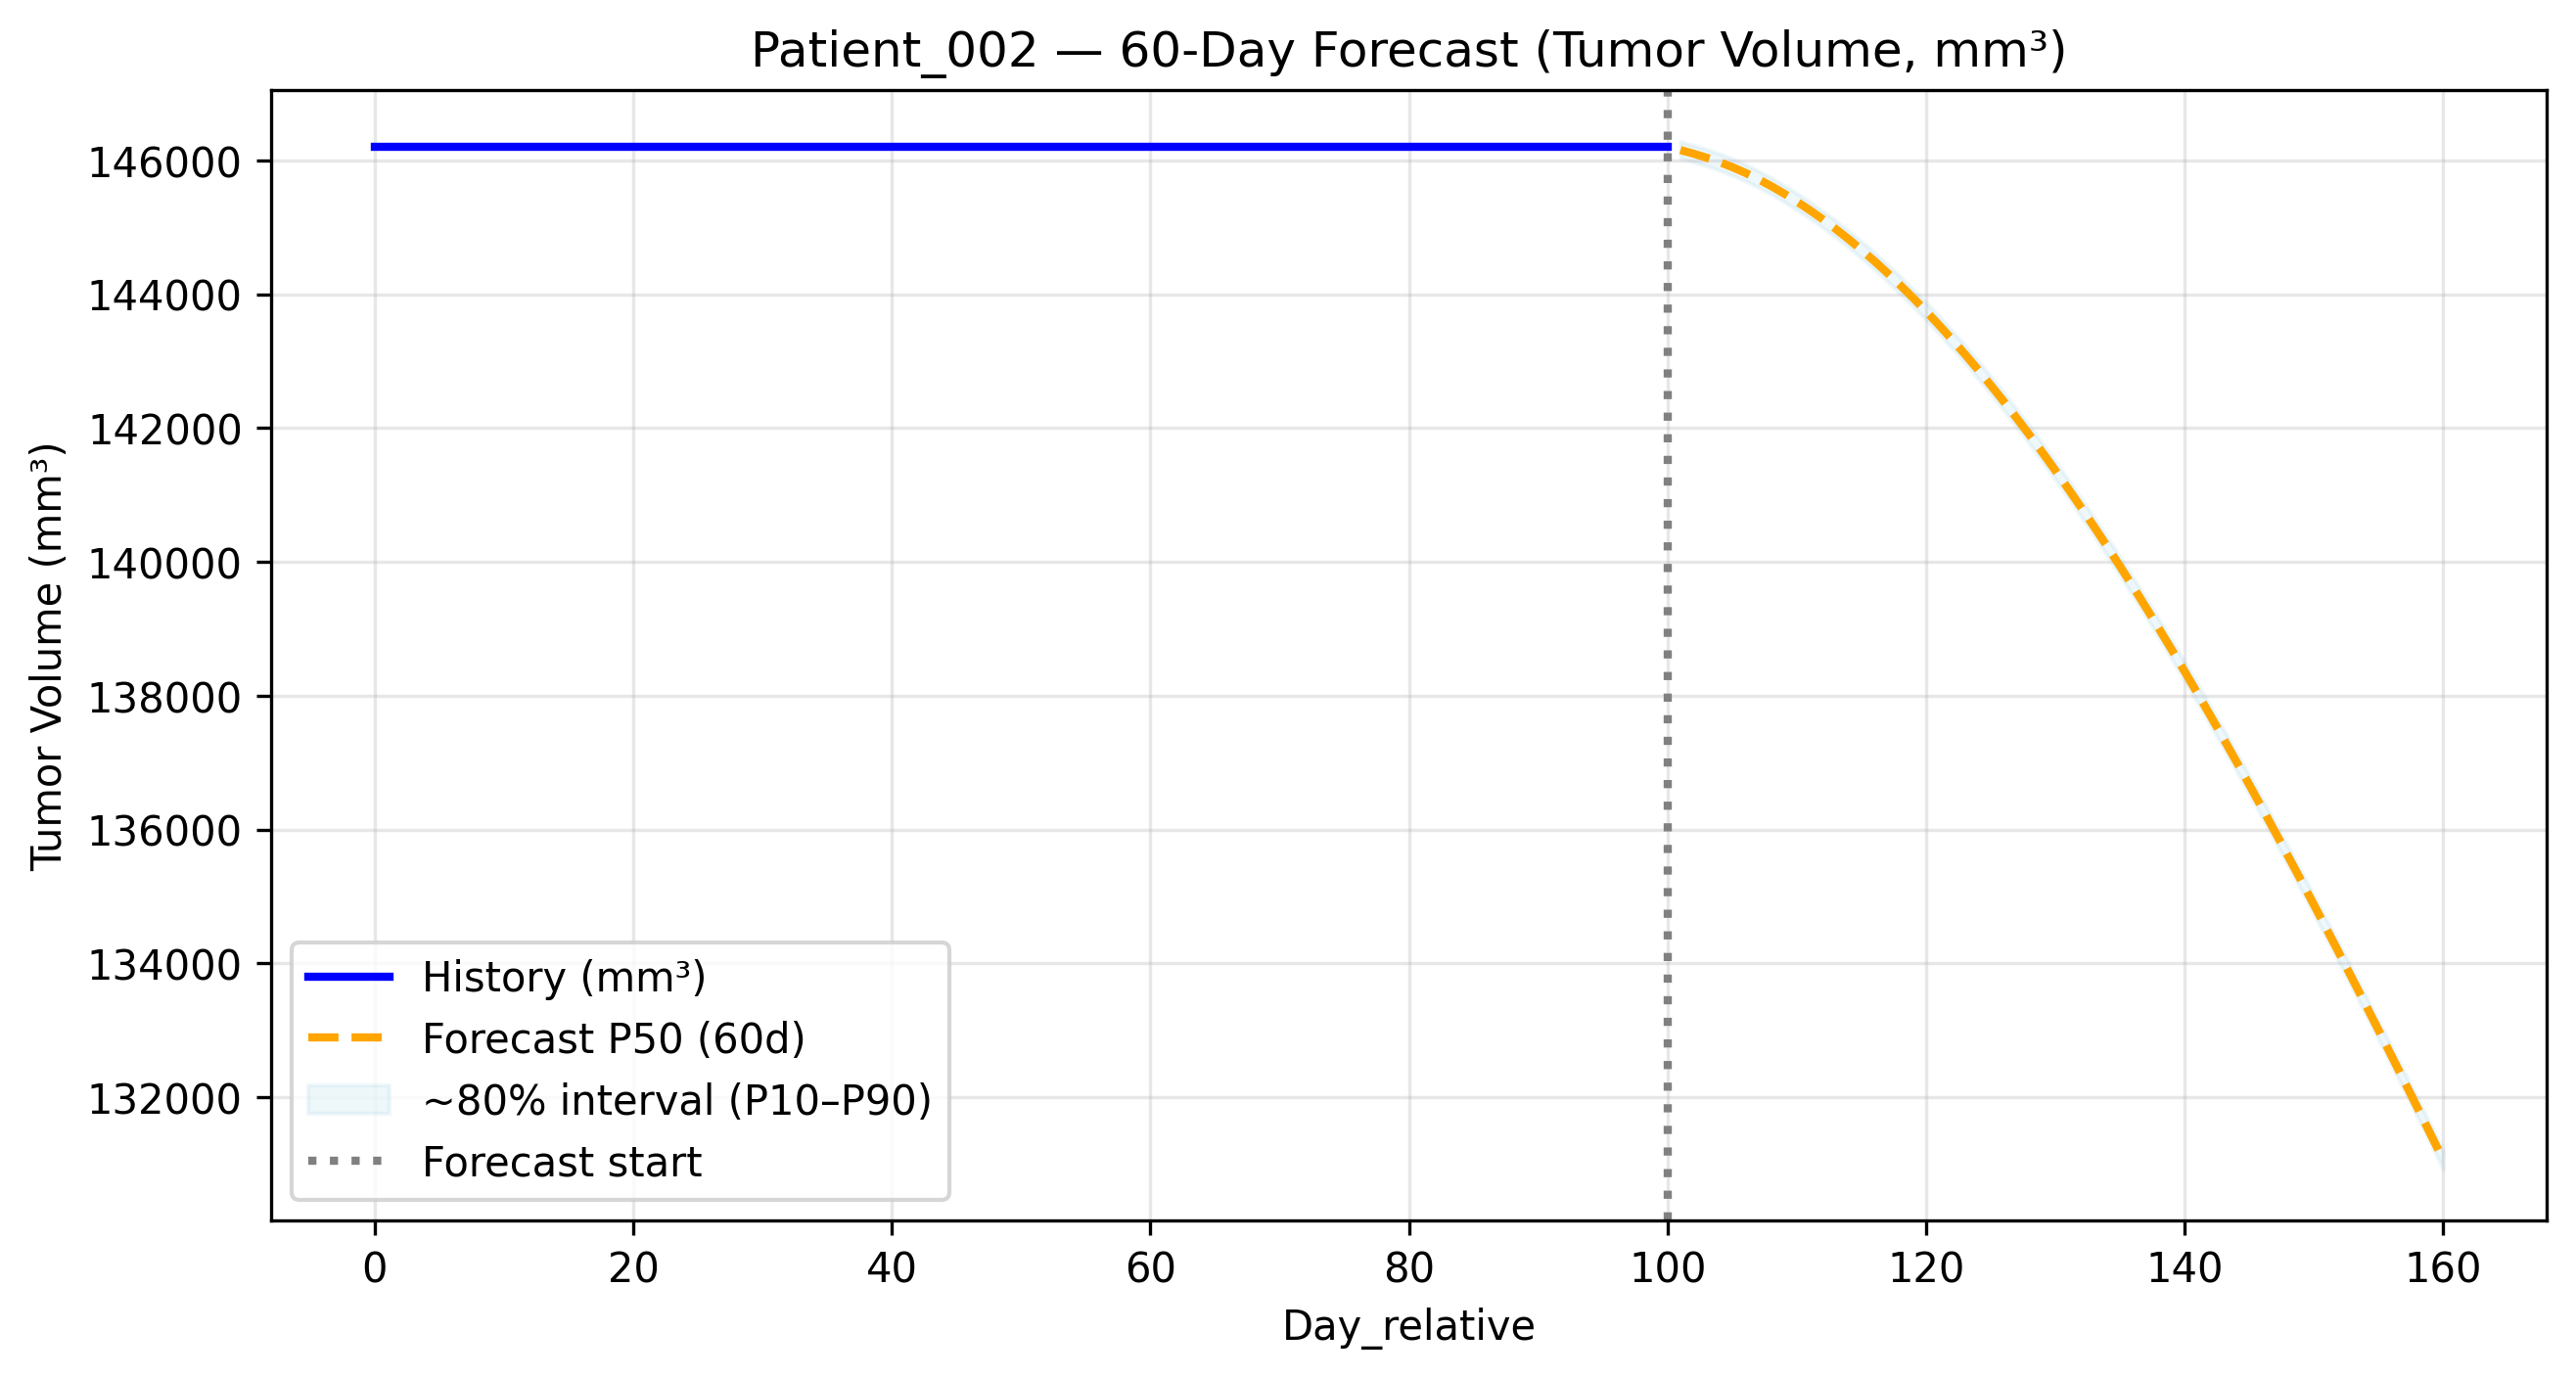 Patient_002 — 60-Day Forecast (Tumor Volume, mm³)
Tumor Volume (mm³)
146000
144000
142000
140000
138000
136000
134000
132000
History (mm³)
Forecast P50 (60d)
~80% interval (P10–P90)
Forecast start
0 20 40 60 80 100 120 140 160
Day_relative